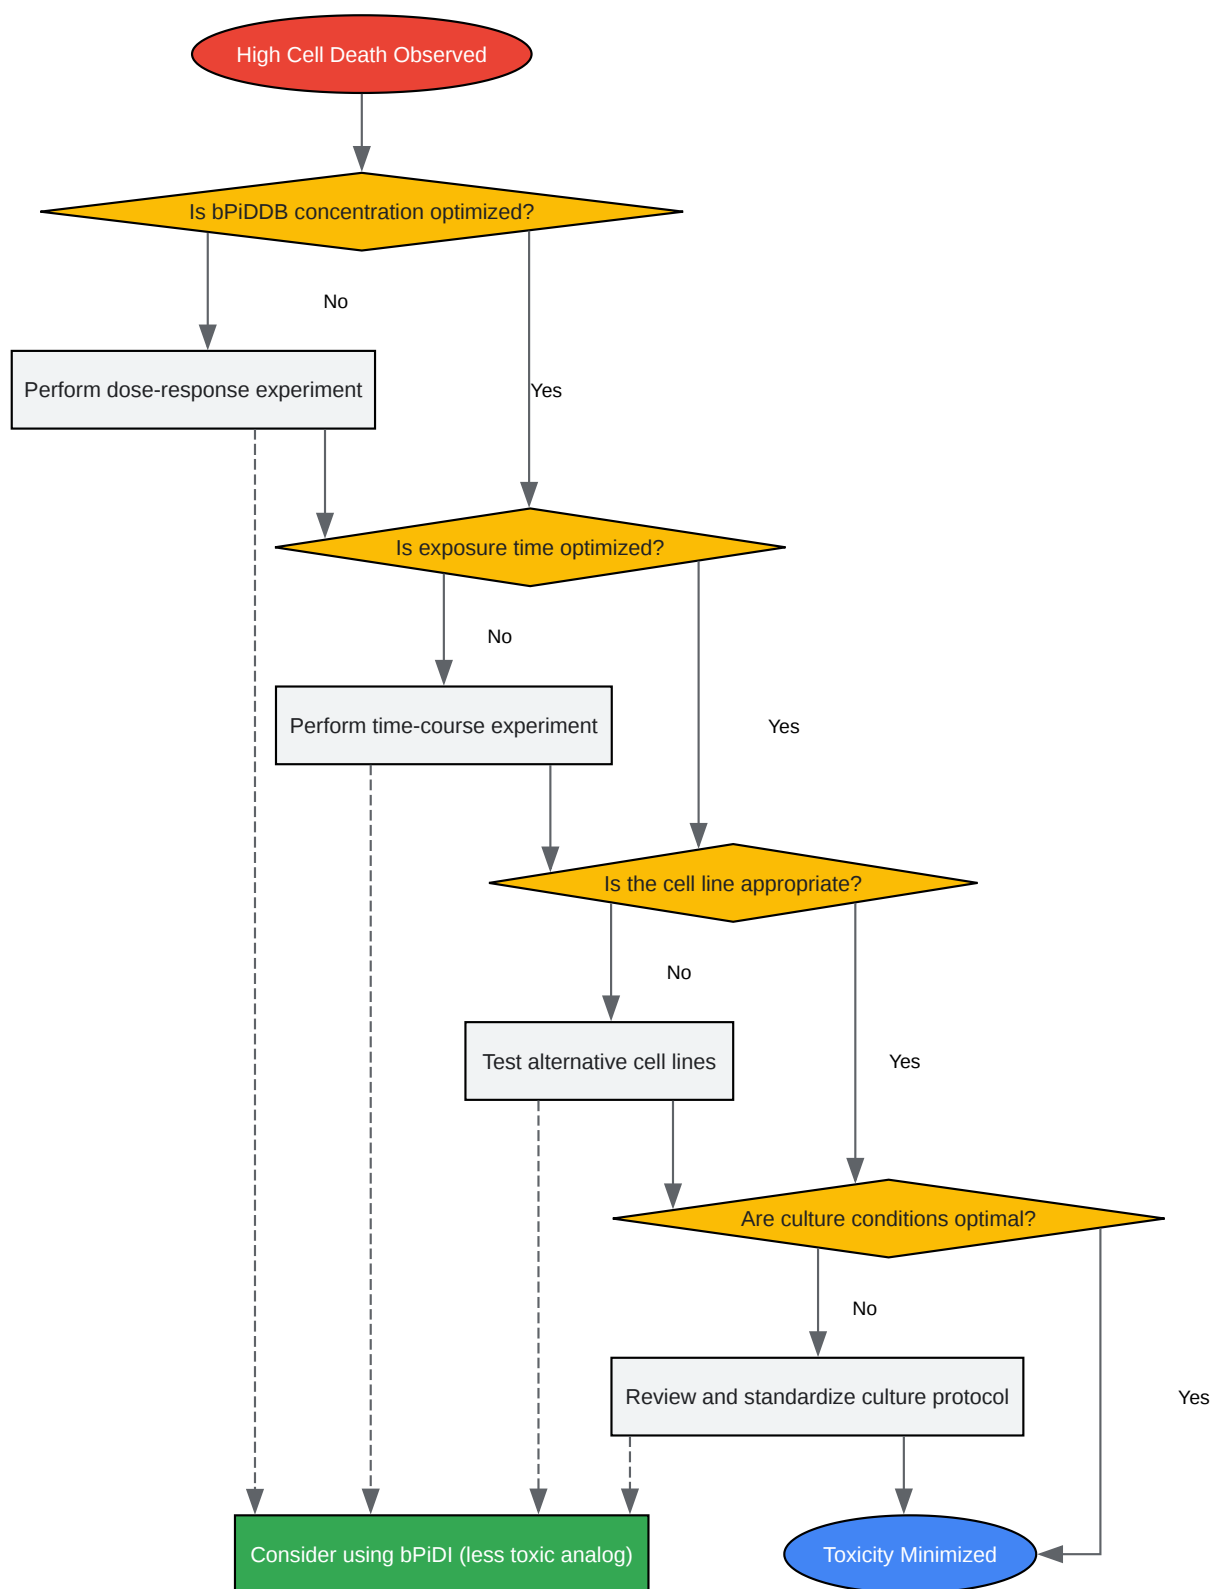 High Cell Death Observed
Is bPiDDB concentration optimized?
No
Perform dose-response experiment
Yes
Is exposure time optimized?
No
Perform time-course experiment
Yes
Is the cell line appropriate?
No
Test alternative cell lines
Yes
Are culture conditions optimal?
No
Review and standardize culture protocol
Yes
Consider using bPiDI (less toxic analog)
Toxicity Minimized